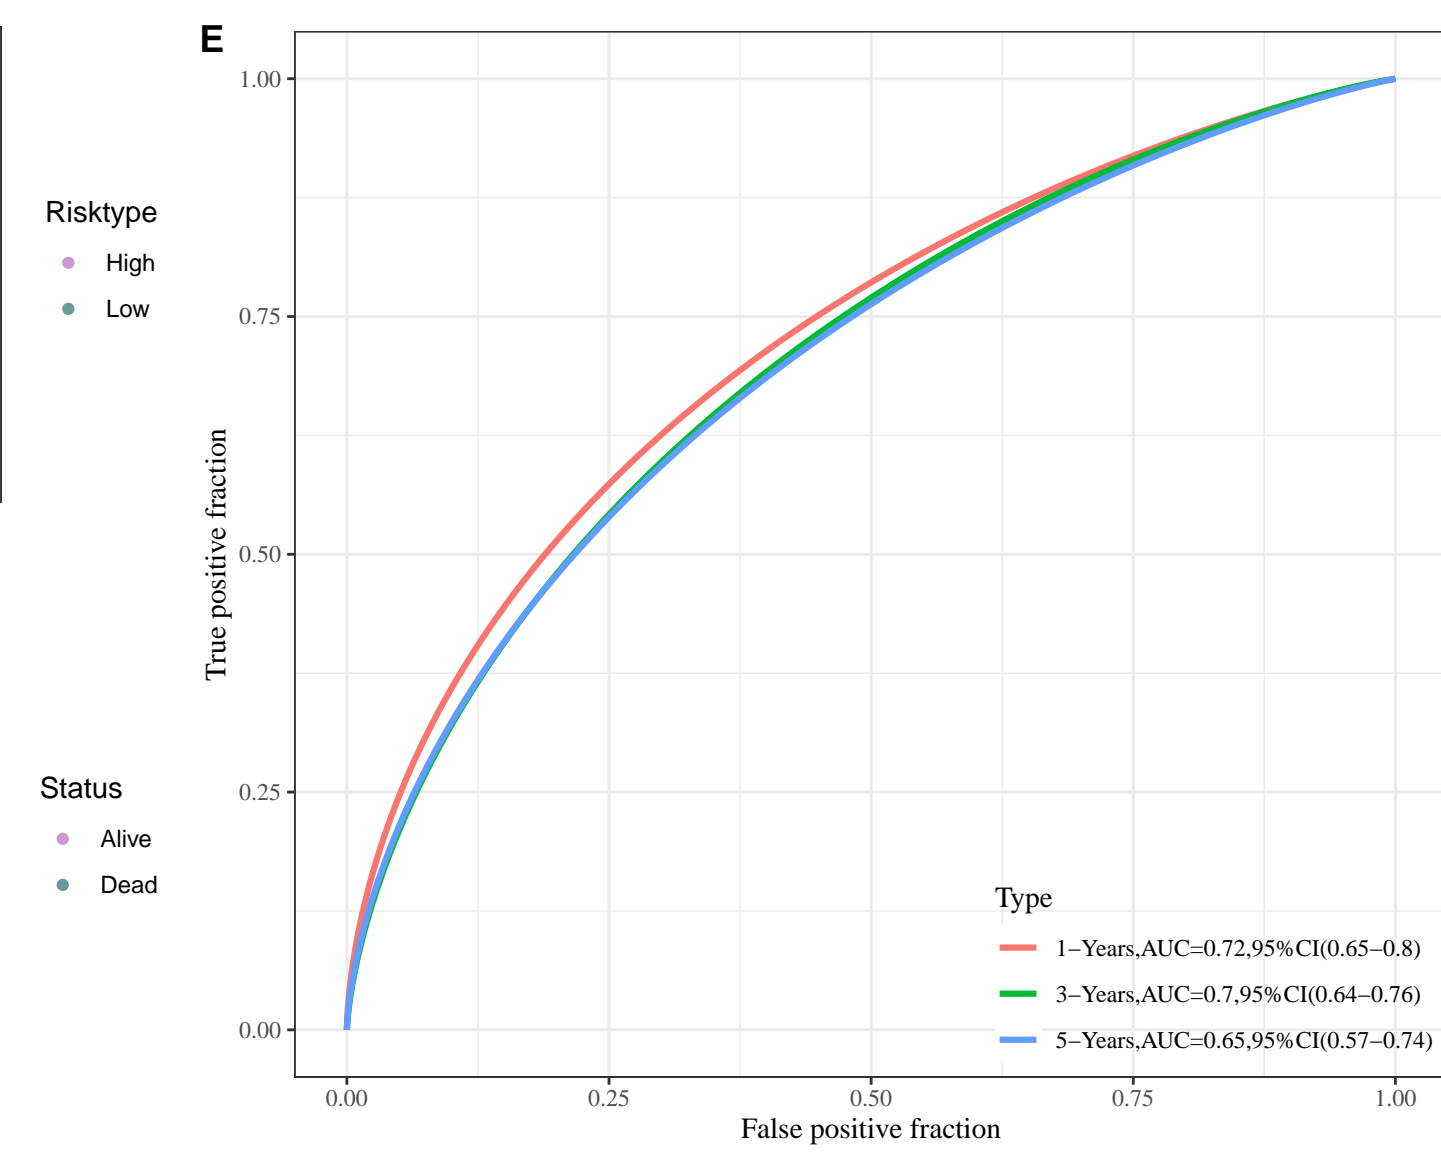 E
Risktype
High
Low
Status
Alive
Dead
True positive fraction
1.00
0.75
0.50
0.25
0.00
Type
1−Years,AUC=0.72,95%CI(0.65−0.8)
3−Years,AUC=0.7,95%CI(0.64−0.76)
5−Years,AUC=0.65,95%CI(0.57−0.74)
0.00 0.25 0.50 0.75 1.00
False positive fraction